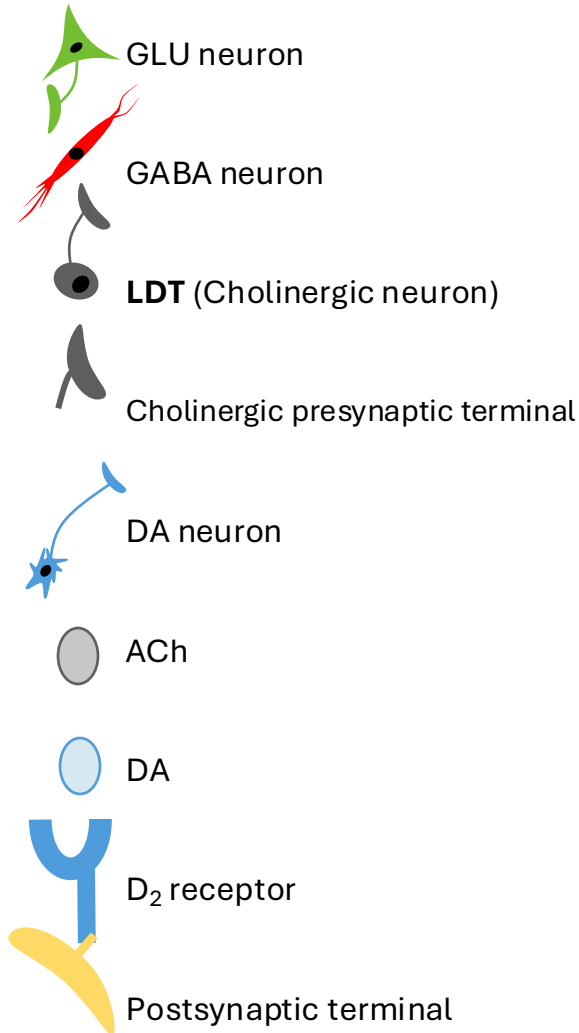 GLU neuron
GABA neuron
LDT (Cholinergic neuron)
Cholinergic presynaptic terminal
DA neuron
ACh
DA
D₂ receptor
Postsynaptic terminal